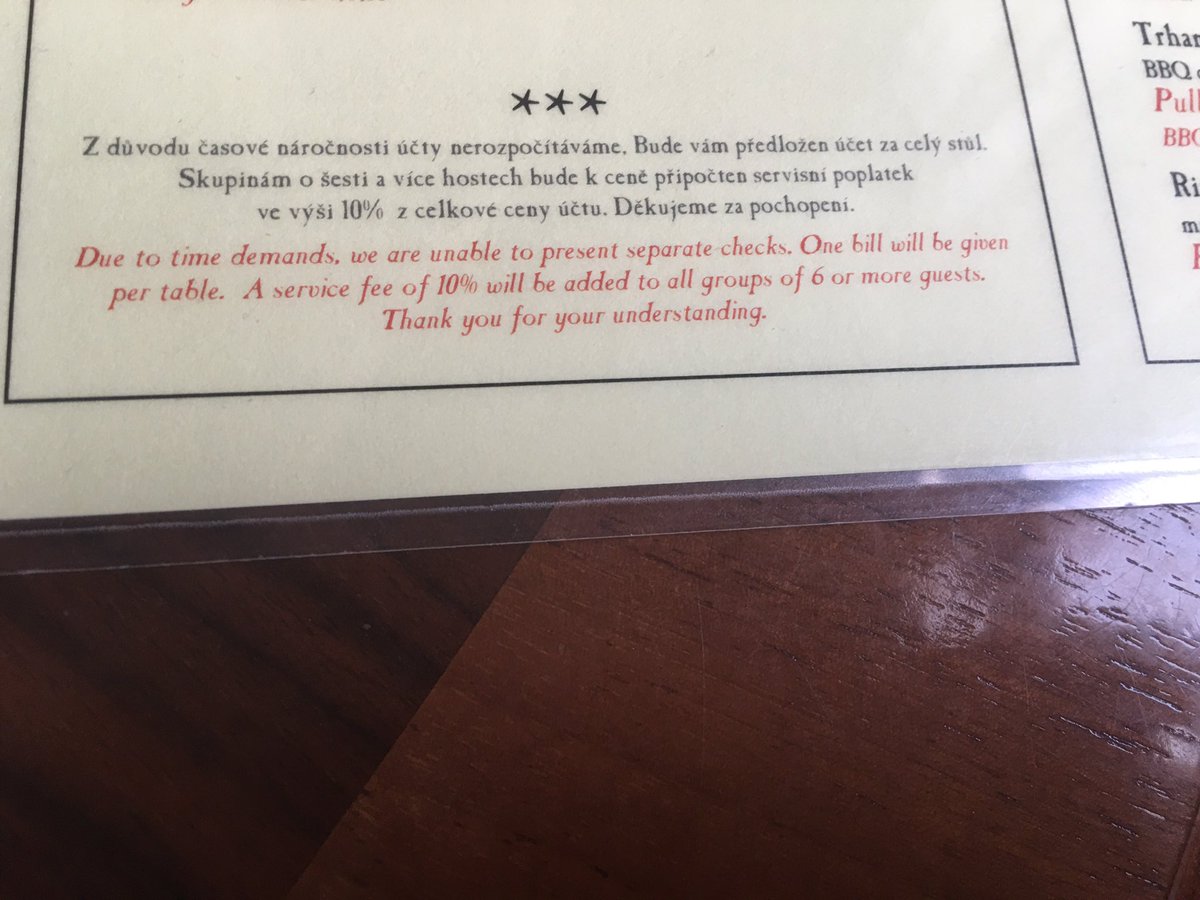 ***
Z důvodu časové náročnosti účty nerozpočítáváme. Bude vám předložen účet za celý stůl.
Skupinám o šesti a více hostech bude k ceně připočten servisní poplatek
ve výši 10% z celkové ceny účtu. Děkujeme za pochopení.
Due to time demands, we are unable to present separate checks. One bill will be given
per table. A service fee of 10% will be added to all groups of 6 or more guests.
Thank you for your understanding.
BBQ
BBQ